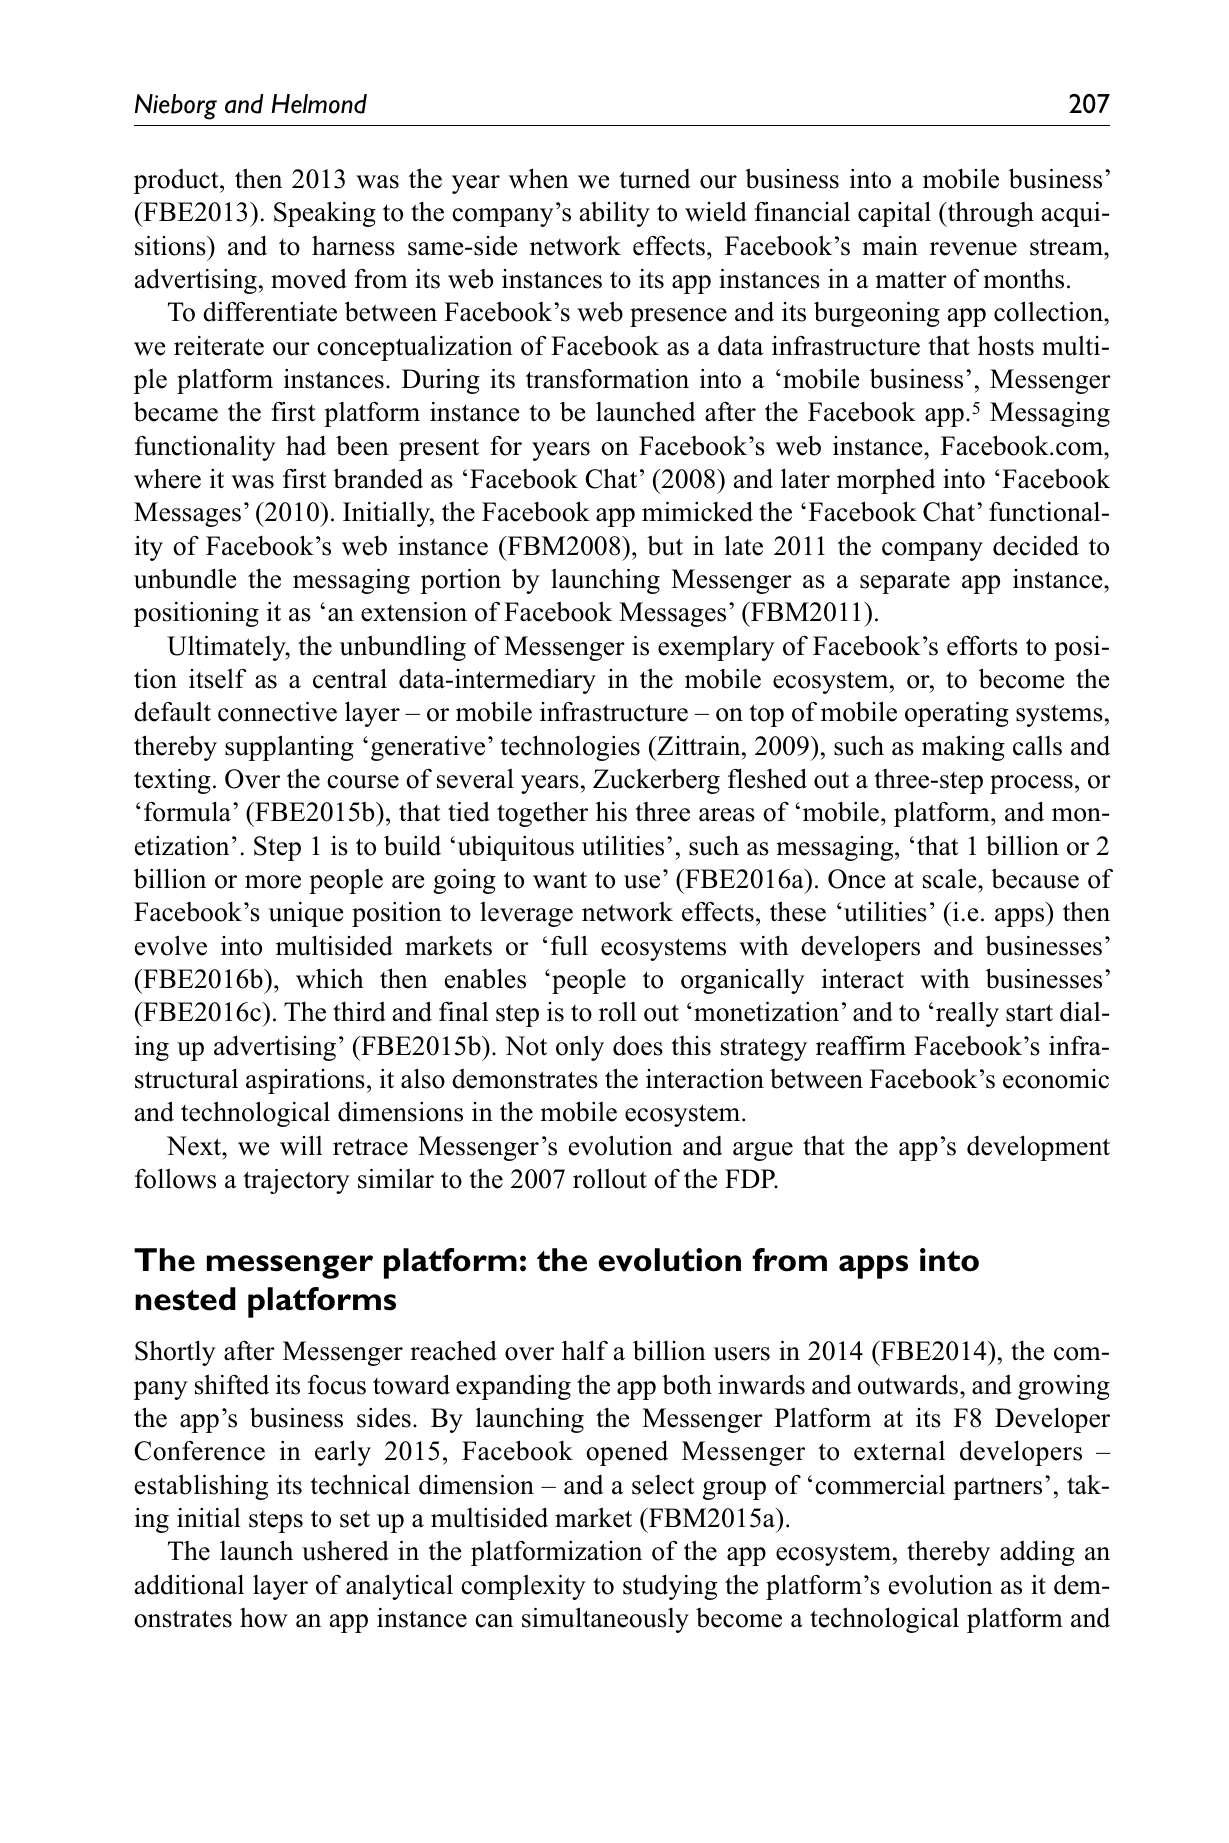 Nieborg and Helmond 207
product, then 2013 was the year when we turned our business into a mobile business’
(FBE2013). Speaking to the company’s ability to wield financial capital (through acqui-
sitions) and to harness same-side network effects, Facebook’s main revenue stream,
advertising, moved from its web instances to its app instances in a matter of months.
To differentiate between Facebook’s web presence and its burgeoning app collection,
we reiterate our conceptualization of Facebook as a data infrastructure that hosts multi-
ple platform instances. During its transformation into a ‘mobile business’, Messenger
became the first platform instance to be launched after the Facebook app.⁵ Messaging
functionality had been present for years on Facebook’s web instance, Facebook.com,
where it was first branded as ‘Facebook Chat’ (2008) and later morphed into ‘Facebook
Messages’ (2010). Initially, the Facebook app mimicked the ‘Facebook Chat’ functional-
ity of Facebook’s web instance (FBM2008), but in late 2011 the company decided to
unbundle the messaging portion by launching Messenger as a separate app instance,
positioning it as ‘an extension of Facebook Messages’ (FBM2011).
Ultimately, the unbundling of Messenger is exemplary of Facebook’s efforts to posi-
tion itself as a central data-intermediary in the mobile ecosystem, or, to become the
default connective layer – or mobile infrastructure – on top of mobile operating systems,
thereby supplanting ‘generative’ technologies (Zittrain, 2009), such as making calls and
texting. Over the course of several years, Zuckerberg fleshed out a three-step process, or
‘formula’ (FBE2015b), that tied together his three areas of ‘mobile, platform, and mon-
etization’. Step 1 is to build ‘ubiquitous utilities’, such as messaging, ‘that 1 billion or 2
billion or more people are going to want to use’ (FBE2016a). Once at scale, because of
Facebook’s unique position to leverage network effects, these ‘utilities’ (i.e. apps) then
evolve into multisided markets or ‘full ecosystems with developers and businesses’
(FBE2016b), which then enables ‘people to organically interact with businesses’
(FBE2016c). The third and final step is to roll out ‘monetization’ and to ‘really start dial-
ing up advertising’ (FBE2015b). Not only does this strategy reaffirm Facebook’s infra-
structural aspirations, it also demonstrates the interaction between Facebook’s economic
and technological dimensions in the mobile ecosystem.
Next, we will retrace Messenger’s evolution and argue that the app’s development
follows a trajectory similar to the 2007 rollout of the FDP.
The messenger platform: the evolution from apps into
nested platforms
Shortly after Messenger reached over half a billion users in 2014 (FBE2014), the com-
pany shifted its focus toward expanding the app both inwards and outwards, and growing
the app’s business sides. By launching the Messenger Platform at its F8 Developer
Conference in early 2015, Facebook opened Messenger to external developers –
establishing its technical dimension – and a select group of ‘commercial partners’, tak-
ing initial steps to set up a multisided market (FBM2015a).
The launch ushered in the platformization of the app ecosystem, thereby adding an
additional layer of analytical complexity to studying the platform’s evolution as it dem-
onstrates how an app instance can simultaneously become a technological platform and